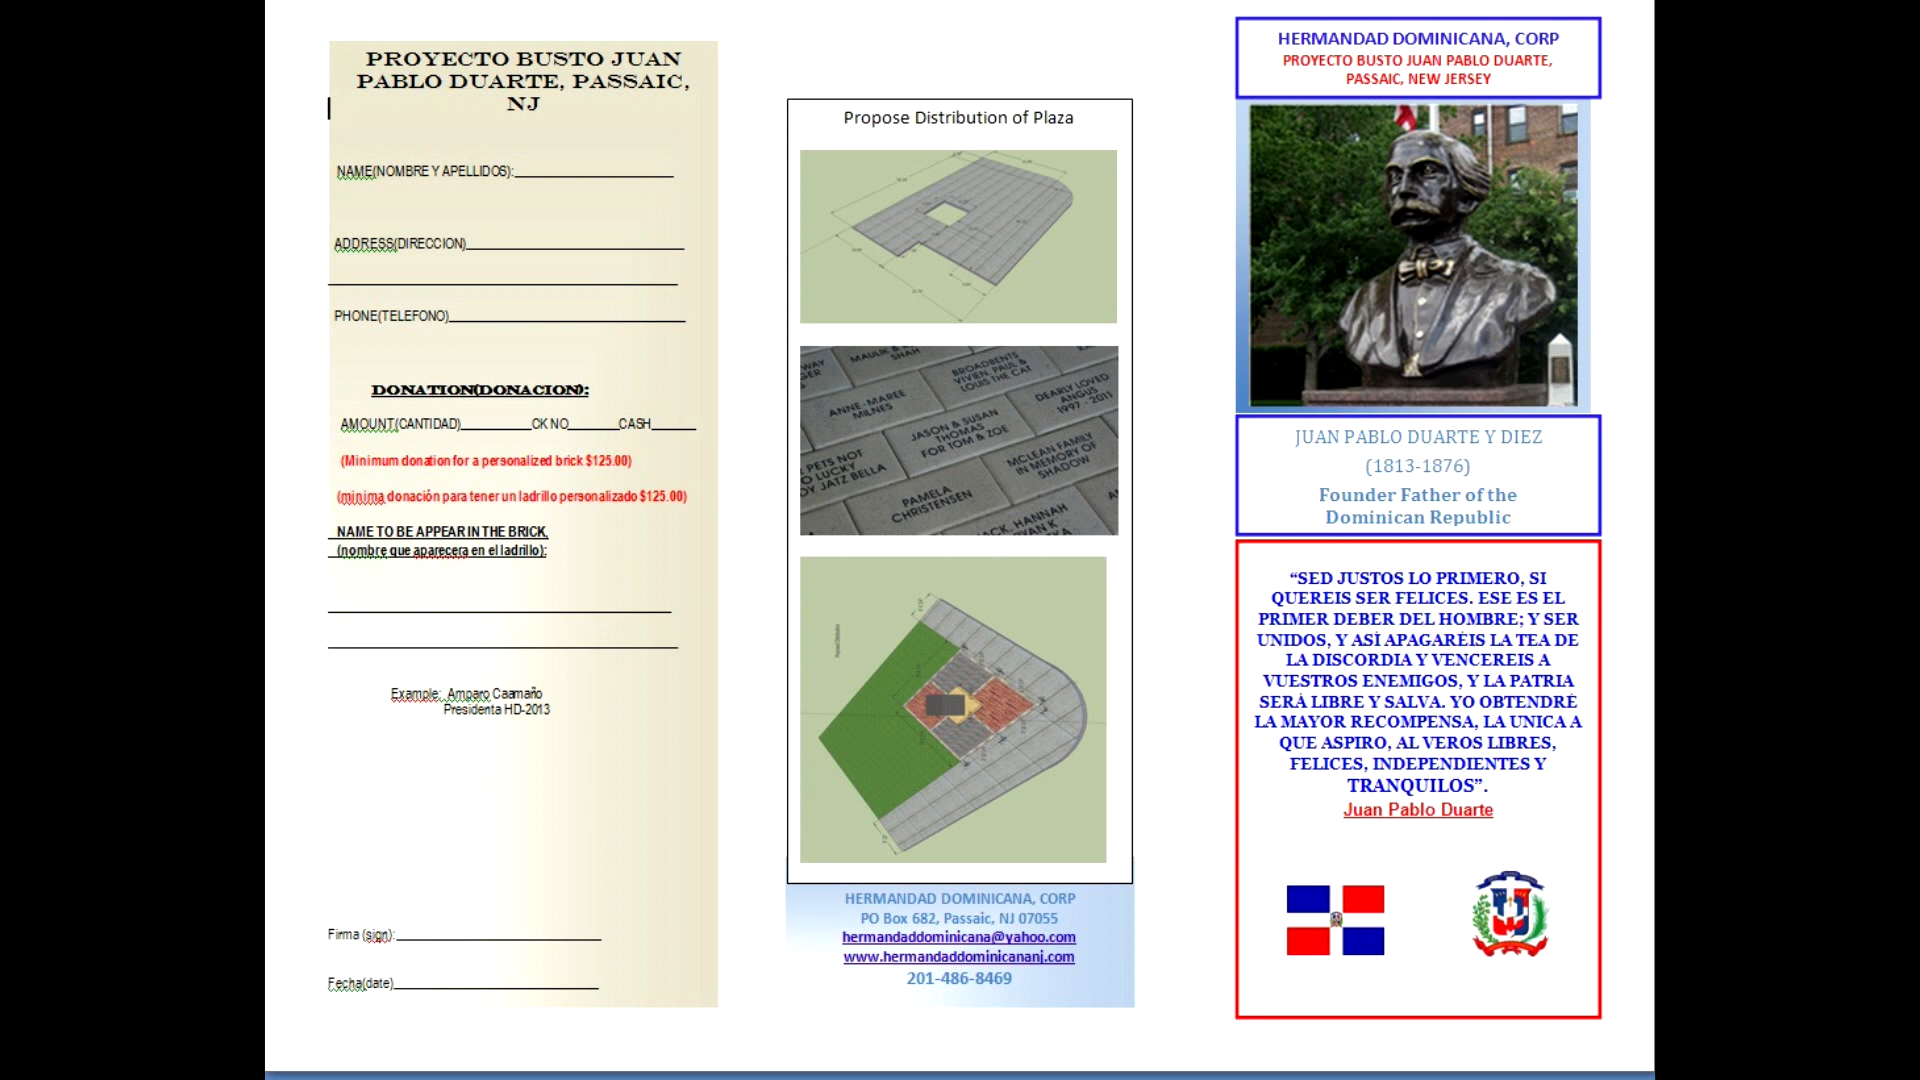 PROYECTO BUSTO JUAN
PABLO DUARTE, PASSAIC,
NJ
NAME(NOMBRE Y APELLIDOS):
ADDRESS(DIRECCION)
PHONE(TELEFONO)
DONATION(DONACION):
AMOUNT(CANTIDAD) CK NO CASH
(Minimum donation for a personalized brick $125.00)
(minima donación para tener un ladrillo personalizado $125.00)
NAME TO BE APPEAR IN THE BRICK.
(nombre que aparecera en el ladrillo):
Example: Amparo Caamaño
Presidenta HD-2013
Firma (sign):
Fecha(date)
Propose Distribution of Plaza
MAULIK &
SHAH
BROADBENTS
VIVIEN, PAUL &
LOUIS THE CAT
ANNE-MAREE
MILNES
DEARLY LOVED
ANGUS
1997 - 2011
JASON & SUSAN
THOMAS
FOR TOM & ZOE
PETS NOT
LUCKY
JATZ BELLA
MCLEAN FAMILY
IN MEMORY OF
SHADOW
PAMELA
CHRISTENSEN
HANNAH
HERMANDAD DOMINICANA, CORP
PO Box 682, Passaic, NJ 07055
hermandaddominicana@yahoo.com
www.hermandaddominicananj.com
201-486-8469
HERMANDAD DOMINICANA, CORP
PROYECTO BUSTO JUAN PABLO DUARTE,
PASSAIC, NEW JERSEY
JUAN PABLO DUARTE Y DIEZ
(1813-1876)
Founder Father of the
Dominican Republic
“SED JUSTOS LO PRIMERO, SI
QUEREIS SER FELICES. ESE ES EL
PRIMER DEBER DEL HOMBRE; Y SER
UNIDOS, Y ASÍ APAGARÉIS LA TEA DE
LA DISCORDIA Y VENCEREIS A
VUESTROS ENEMIGOS, Y LA PATRIA
SERÁ LIBRE Y SALVA. YO OBTENDRÉ
LA MAYOR RECOMPENSA, LA UNICA A
QUE ASPIRO, AL VEROS LIBRES,
FELICES, INDEPENDIENTES Y
TRANQUILOS”.
Juan Pablo Duarte